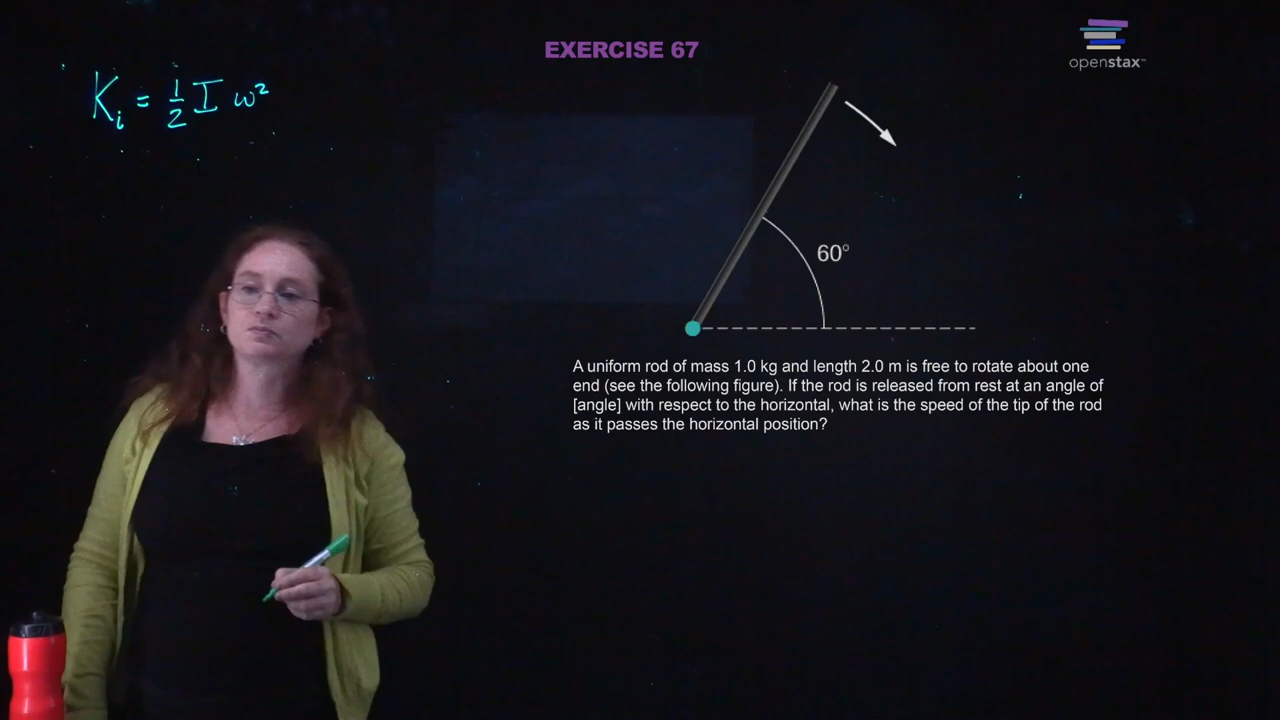 EXERCISE 67
openstax™
K_i = 1/2 I ω²
60°
A uniform rod of mass 1.0 kg and length 2.0 m is free to rotate about one
end (see the following figure). If the rod is released from rest at an angle of
[angle] with respect to the horizontal, what is the speed of the tip of the rod
as it passes the horizontal position?